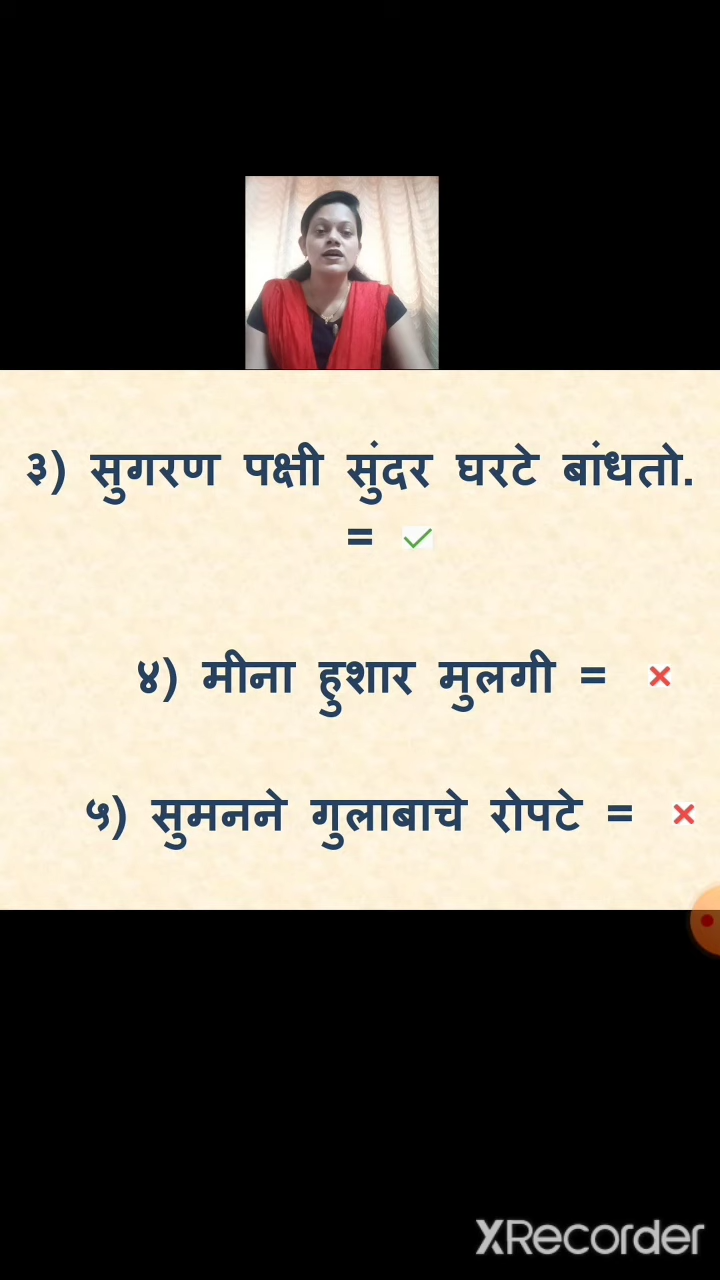 ३) सुगरण पक्षी सुंदर घरटे बांधतो.
= ✓
४) मीना हुशार मुलगी = ×
५) सुमनने गुलाबाचे रोपटे = ×
XRecorder